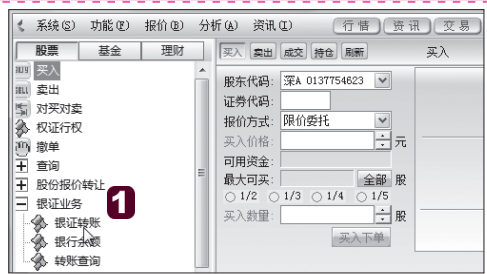 系统(S) 功能(F) 报价(B) 分析(A) 资讯(I) 行情 资讯 交易
股票 基金 理财
买入 卖出 成交 持仓 刷新 买入
买入
卖出
对买对卖
权证行权
撤单
查询
股份报价转让
银证业务
银证转账
银行余额
转账查询
1
股东代码: 深A 0137754623
证券代码:
报价方式: 限价委托
买入价格: 元
可用资金:
最大可买: 全部 股
1/2 1/3 1/4 1/5
买入数量: 股
买入下单